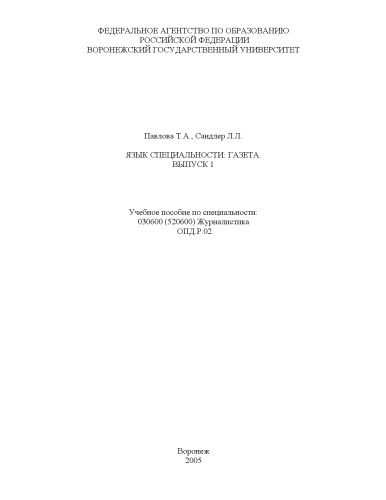 ФЕДЕРАЛЬНОЕ АГЕНТСТВО ПО ОБРАЗОВАНИЮ
РОССИЙСКОЙ ФЕДЕРАЦИИ
ВОРОНЕЖСКИЙ ГОСУДАРСТВЕННЫЙ УНИВЕРСИТЕТ
Павлова Т.А., Сандлер Л.Л.
ЯЗЫК СПЕЦИАЛЬНОСТИ: ГАЗЕТА.
ВЫПУСК 1
Учебное пособие по специальности:
030600 (520600) Журналистика
ОПД.Р.02
Воронеж
2005